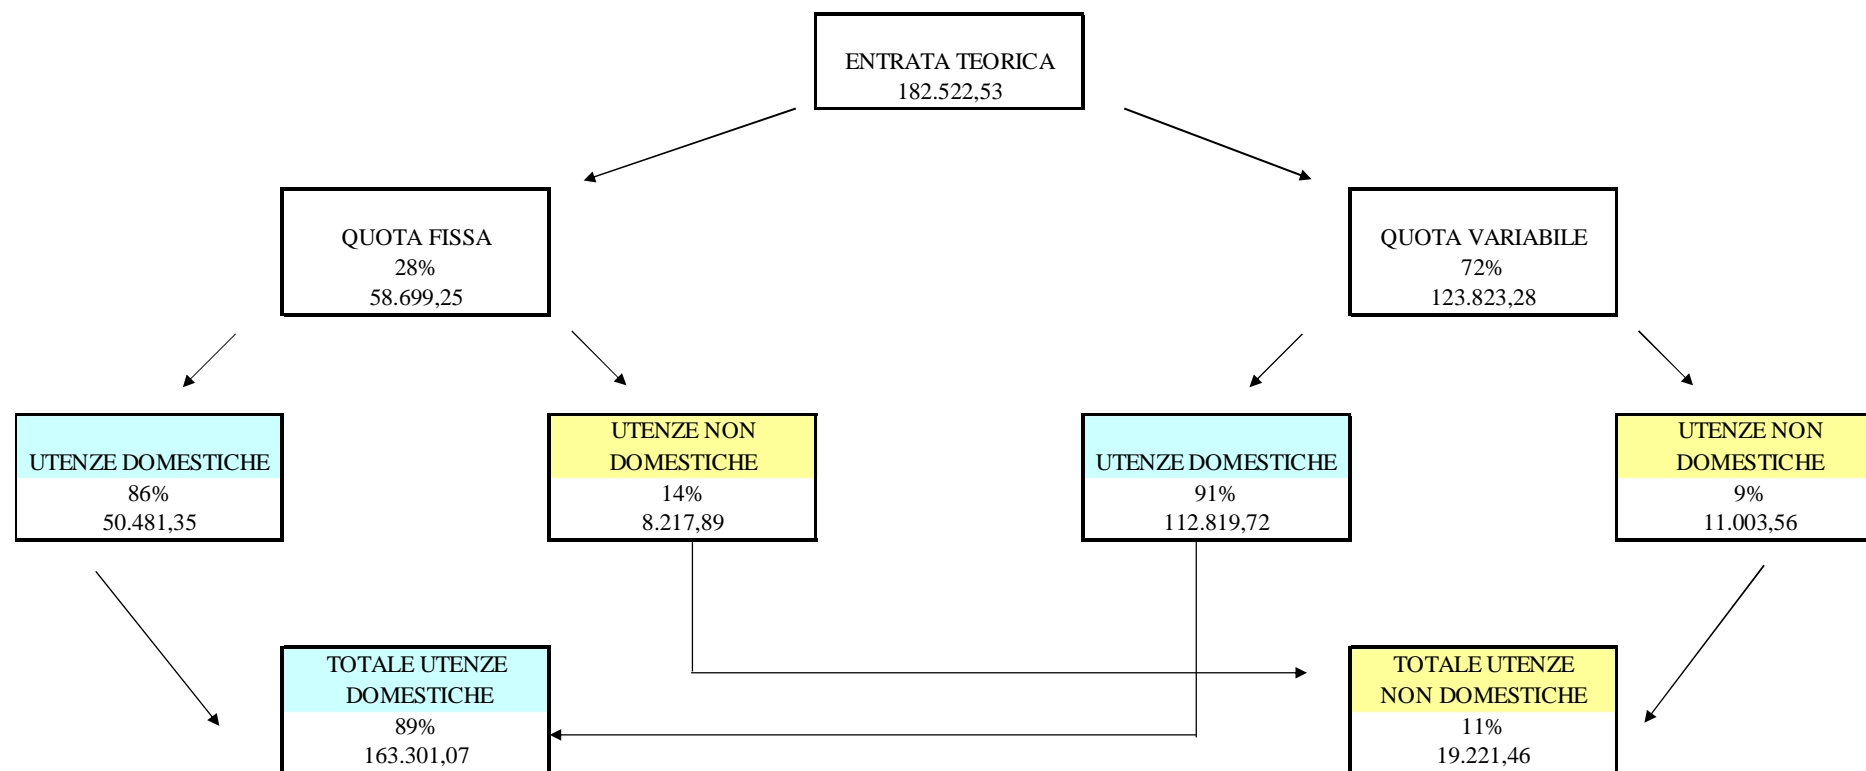 ENTRATA TEORICA
182.522,53
QUOTA FISSA
28%
58.699,25
QUOTA VARIABILE
72%
123.823,28
UTENZE DOMESTICHE
86%
50.481,35
UTENZE NON
DOMESTICHE
14%
8.217,89
UTENZE DOMESTICHE
91%
112.819,72
UTENZE NON
DOMESTICHE
9%
11.003,56
TOTALE UTENZE
DOMESTICHE
89%
163.301,07
TOTALE UTENZE
NON DOMESTICHE
11%
19.221,46